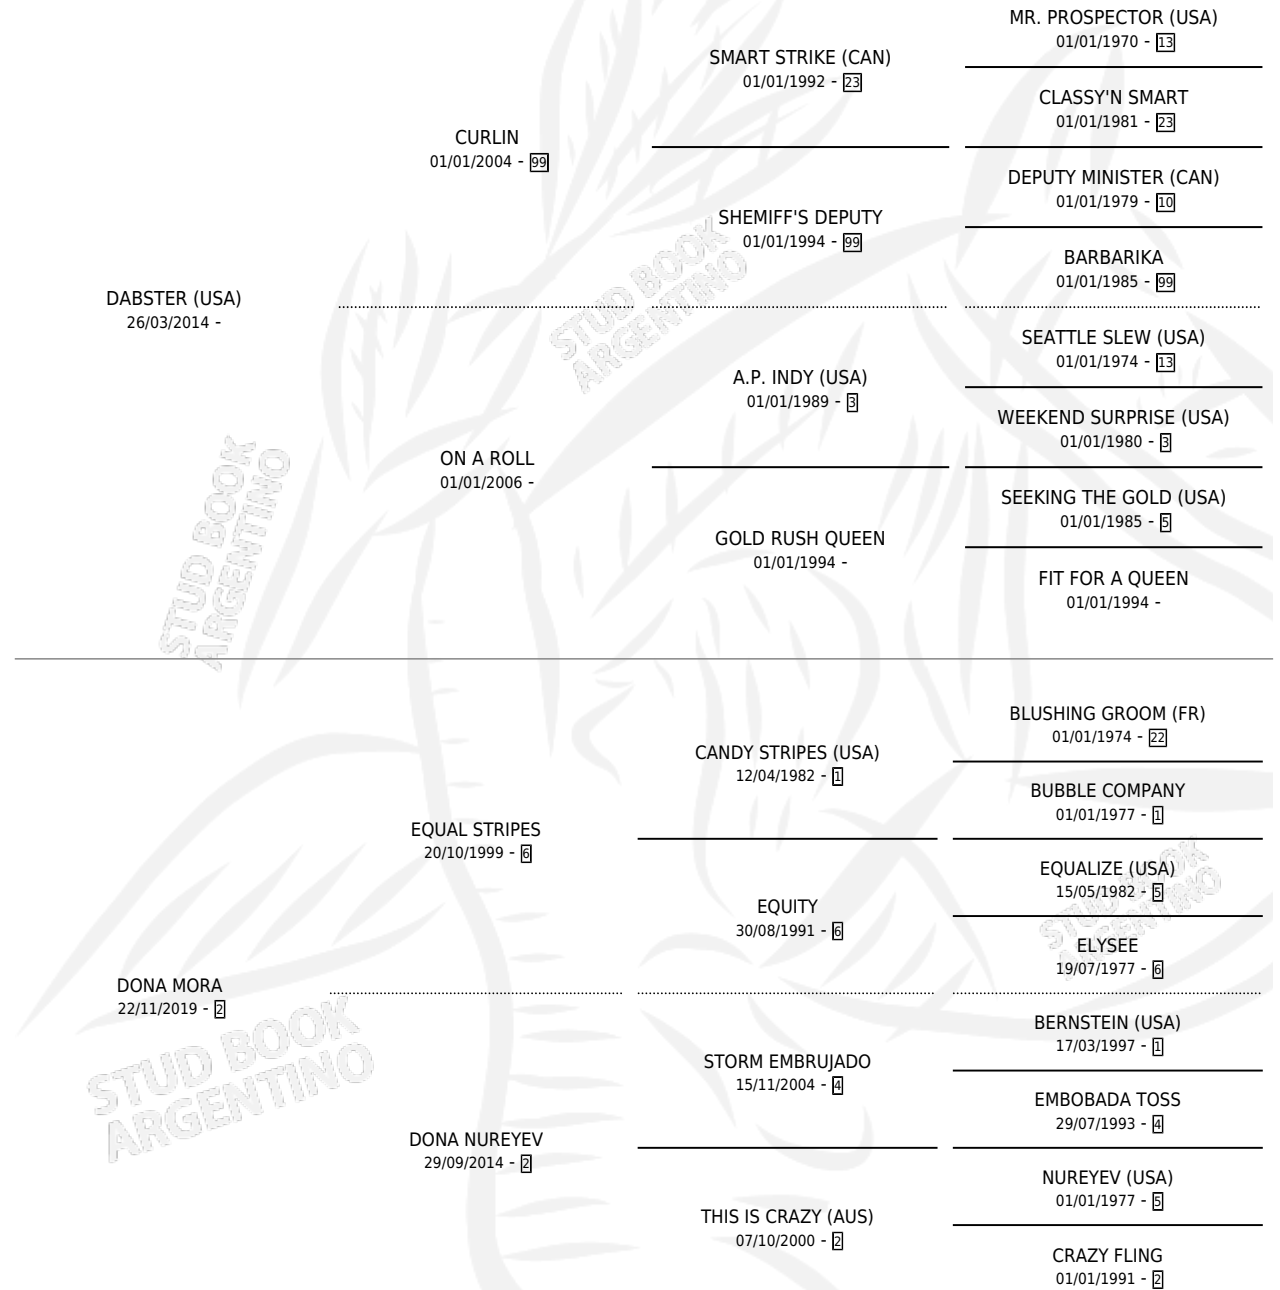 MR. PROSPECTOR (USA)
01/01/1970 - 13
SMART STRIKE (CAN)
01/01/1992 - 23
CLASSY'N SMART
01/01/1981 - 23
CURLIN
01/01/2004 - 99
DEPUTY MINISTER (CAN)
01/01/1979 - 10
SHEMIFF'S DEPUTY
01/01/1994 - 99
BARBARIKA
01/01/1985 - 99
DABSTER (USA)
26/03/2014 -
STUD BOOK
ARGENTINO
SEATTLE SLEW (USA)
01/01/1974 - 13
A.P. INDY (USA)
01/01/1989 - 3
WEEKEND SURPRISE (USA)
01/01/1980 - 3
ON A ROLL
01/01/2006 -
SEEKING THE GOLD (USA)
01/01/1985 - 5
GOLD RUSH QUEEN
01/01/1994 -
FIT FOR A QUEEN
01/01/1994 -
STUD BOOK
ARGENTINO
BLUSHING GROOM (FR)
01/01/1974 - 22
CANDY STRIPES (USA)
12/04/1982 - 1
BUBBLE COMPANY
01/01/1977 - 1
EQUAL STRIPES
20/10/1999 - 6
EQUALIZE (USA)
15/05/1982 - 5
EQUITY
30/08/1991 - 6
ELYSEE
19/07/1977 - 6
STUD BOOK
ARGENTINO
DONA MORA
22/11/2019 - 2
BERNSTEIN (USA)
17/03/1997 - 1
STORM EMBRUJADO
15/11/2004 - 4
EMBOBADA TOSS
29/07/1993 - 4
STUD BOOK
ARGENTINO
DONA NUREYEV
29/09/2014 - 2
NUREYEV (USA)
01/01/1977 - 5
THIS IS CRAZY (AUS)
07/10/2000 - 2
CRAZY FLING
01/01/1991 - 2